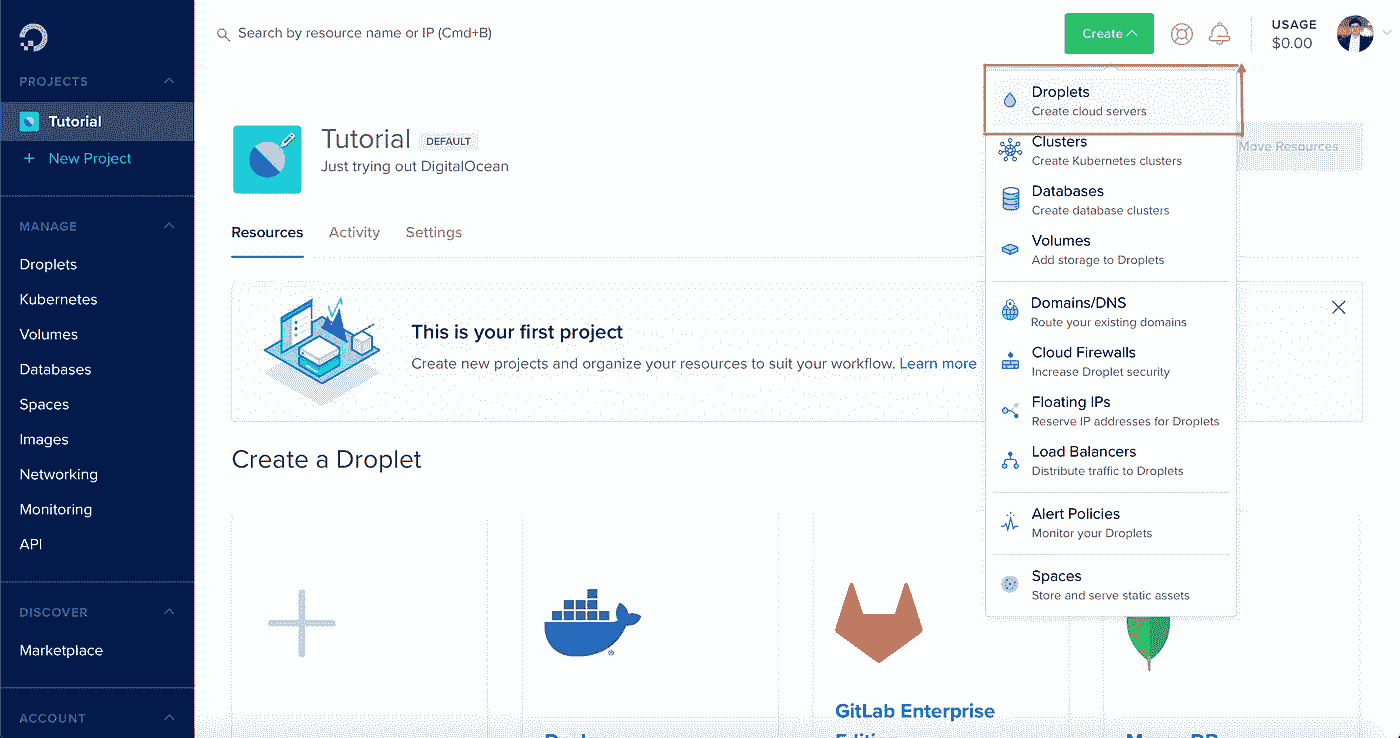 PROJECTS
Tutorial
+ New Project
MANAGE
Droplets
Kubernetes
Volumes
Databases
Spaces
Images
Networking
Monitoring
API
DISCOVER
Marketplace
ACCOUNT
Search by resource name or IP (Cmd+B)
Create
USAGE
$0.00
Tutorial DEFAULT
Just trying out DigitalOcean
Move Resources
Resources Activity Settings
This is your first project
Create new projects and organize your resources to suit your workflow. Learn more
Create a Droplet
GitLab Enterprise
Droplets
Create cloud servers
Clusters
Create Kubernetes clusters
Databases
Create database clusters
Volumes
Add storage to Droplets
Domains/DNS
Route your existing domains
Cloud Firewalls
Increase Droplet security
Floating IPs
Reserve IP addresses for Droplets
Load Balancers
Distribute traffic to Droplets
Alert Policies
Monitor your Droplets
Spaces
Store and serve static assets